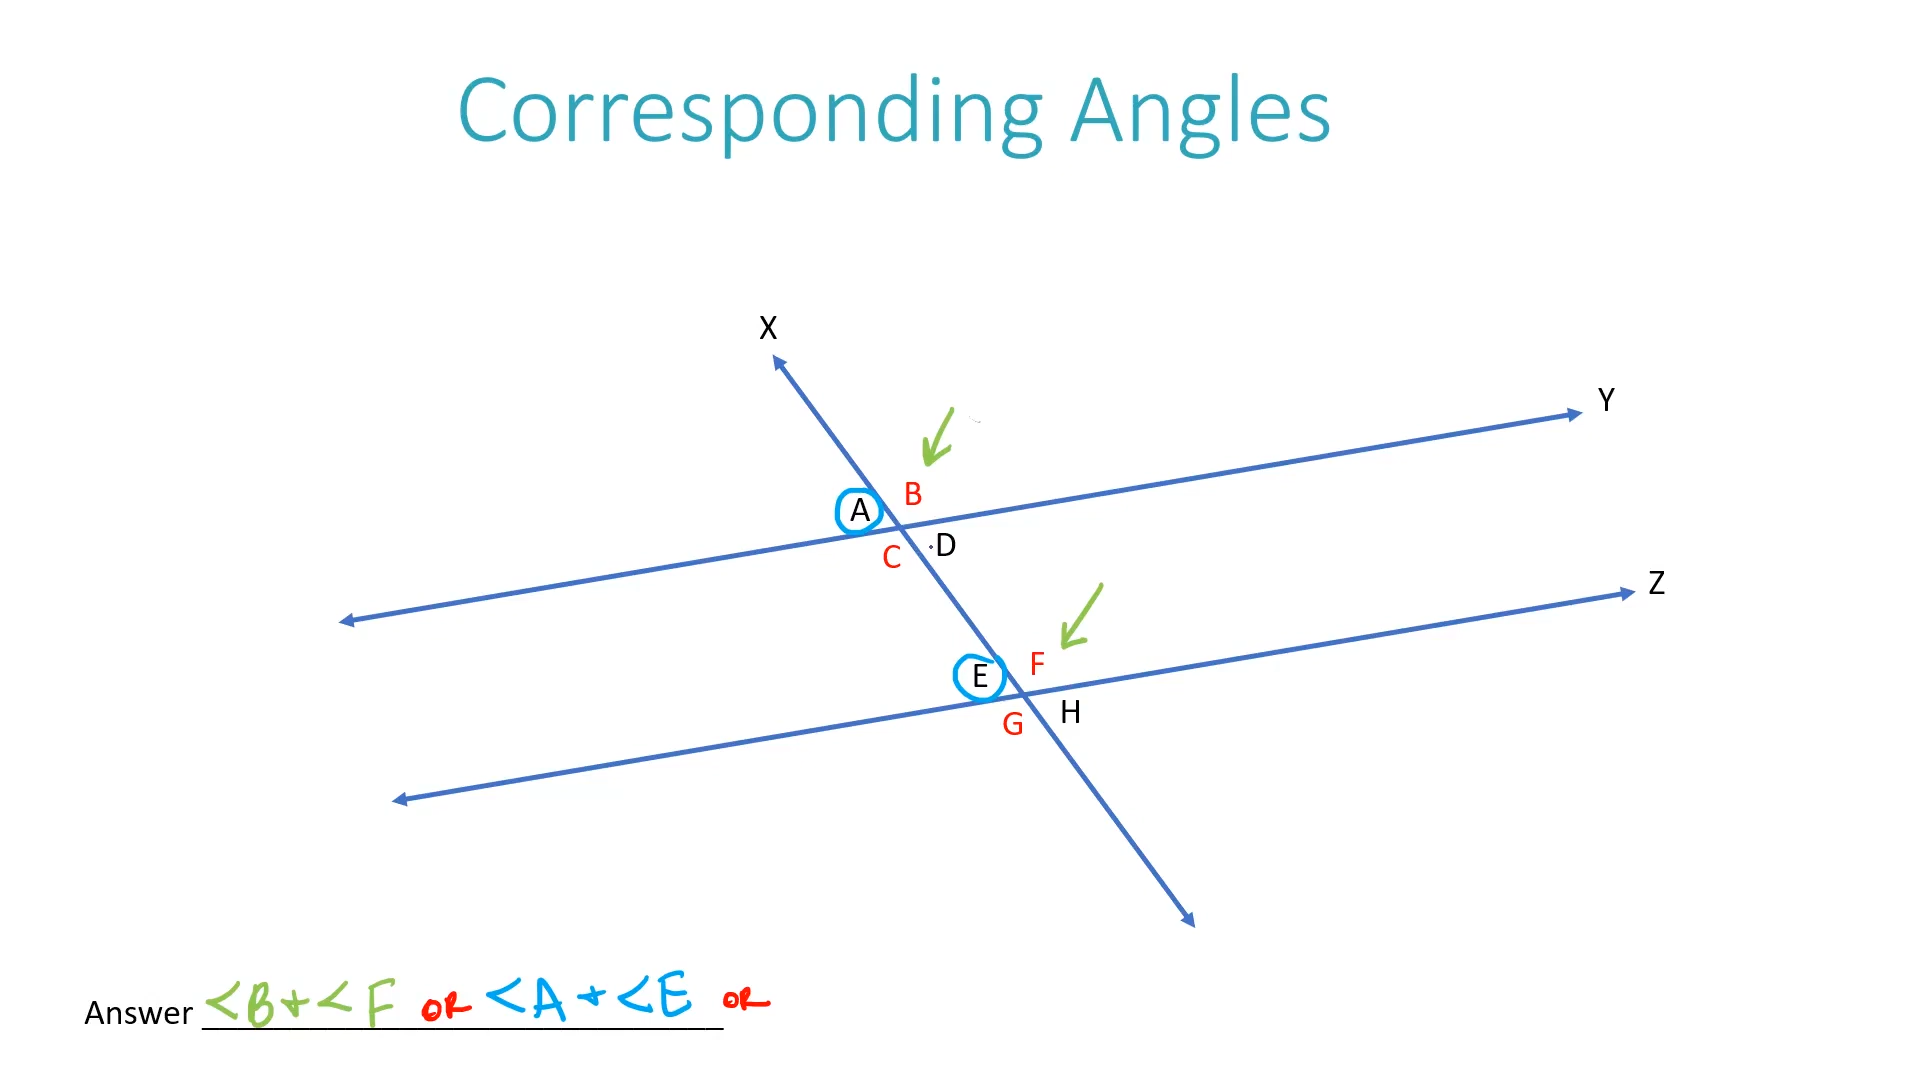 Corresponding Angles
X
Y
B
A
C
D
Z
F
E
G
H
Answer <B + <F OR <A + <E OR